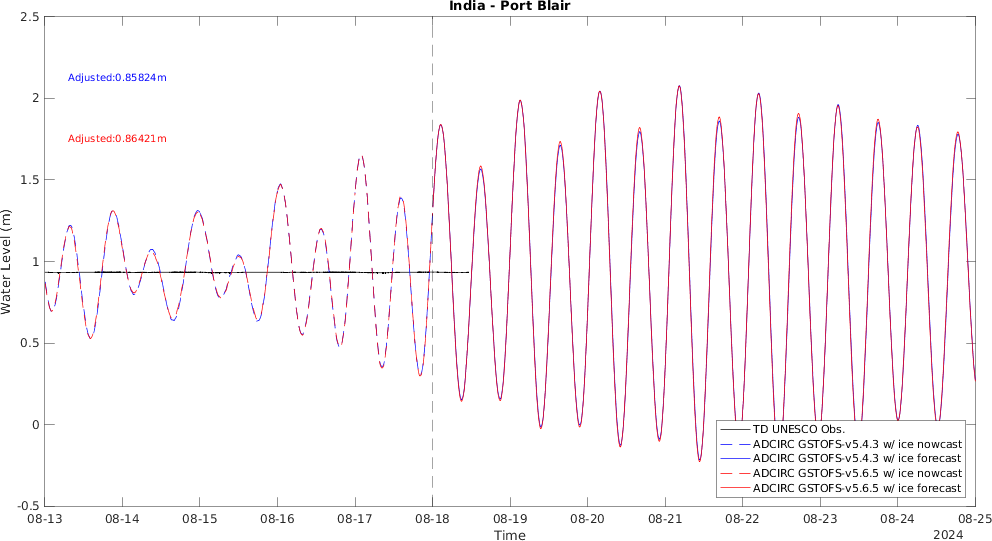 India - Port Blair
2.5
2
1.5
1
0.5
0
-0.5
Water Level (m)
Adjusted:0.85824m
Adjusted:0.86421m
TD UNESCO Obs.
ADCIRC GSTOFS-v5.4.3 w/ ice nowcast
ADCIRC GSTOFS-v5.4.3 w/ ice forecast
ADCIRC GSTOFS-v5.6.5 w/ ice nowcast
ADCIRC GSTOFS-v5.6.5 w/ ice forecast
08-13 08-14 08-15 08-16 08-17 08-18 08-19 08-20 08-21 08-22 08-23 08-24 08-25
Time
2024